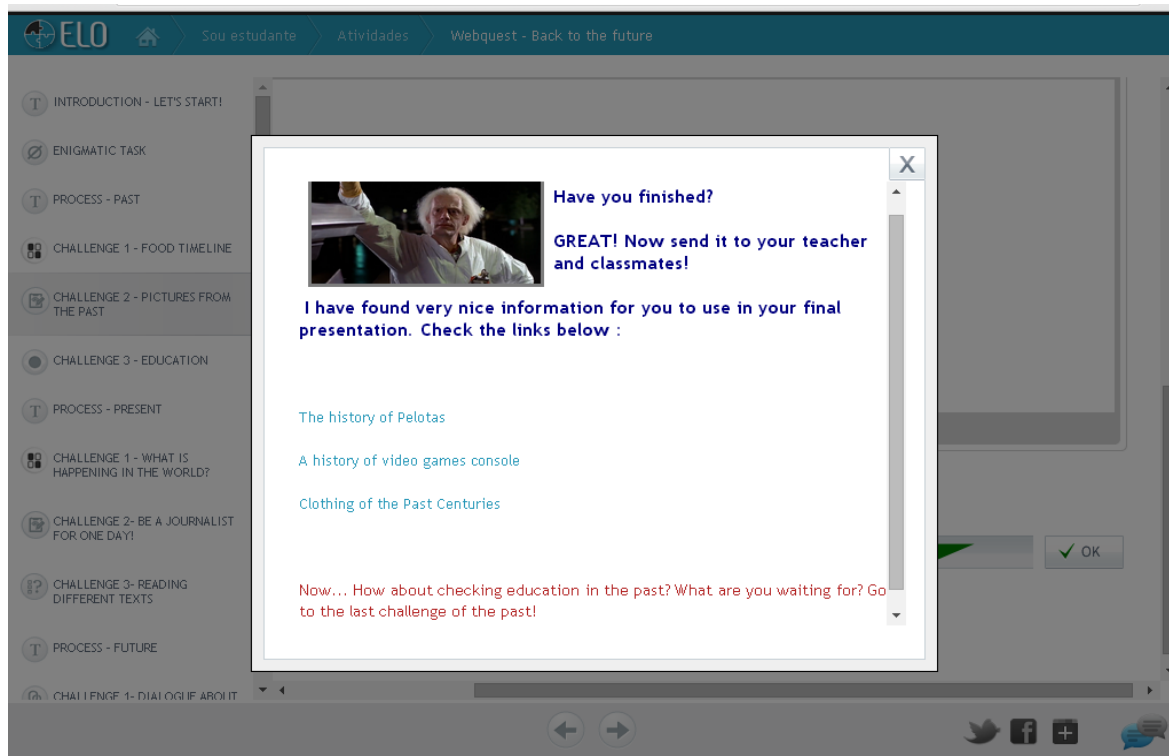 ELO
Sou estudante
Atividades
Webquest - Back to the future
INTRODUCTION - LET'S START!
ENIGMATIC TASK
PROCESS - PAST
CHALLENGE 1 - FOOD TIMELINE
CHALLENGE 2 - PICTURES FROM
THE PAST
CHALLENGE 3 - EDUCATION
PROCESS - PRESENT
CHALLENGE 1 - WHAT IS
HAPPENING IN THE WORLD?
CHALLENGE 2- BE A JOURNALIST
FOR ONE DAY!
CHALLENGE 3- READING
DIFFERENT TEXTS
PROCESS - FUTURE
CHALLENGE 1- DIALOGUE ABOUT
X
Have you finished?
GREAT! Now send it to your teacher
and classmates!
I have found very nice information for you to use in your final
presentation. Check the links below :
The history of Pelotas
A history of video games console
Clothing of the Past Centuries
Now... How about checking education in the past? What are you waiting for? Go
to the last challenge of the past!
OK